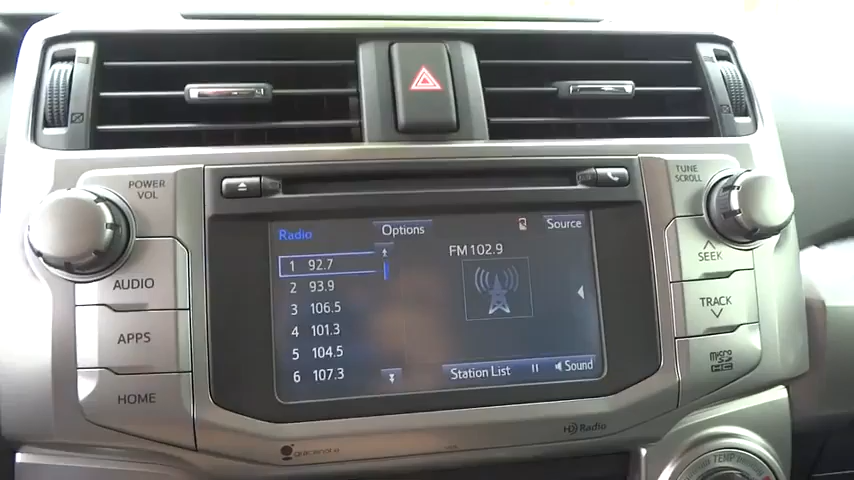 POWER
VOL
TUNE
SCROLL
Radio
Options
Source
1 92.7
2 93.9
3 106.5
4 101.3
5 104.5
6 107.3
FM 102.9
Station List
Sound
AUDIO
APPS
HOME
SEEK
TRACK
micro
SD
HC
HD Radio
gracenote
TEMP